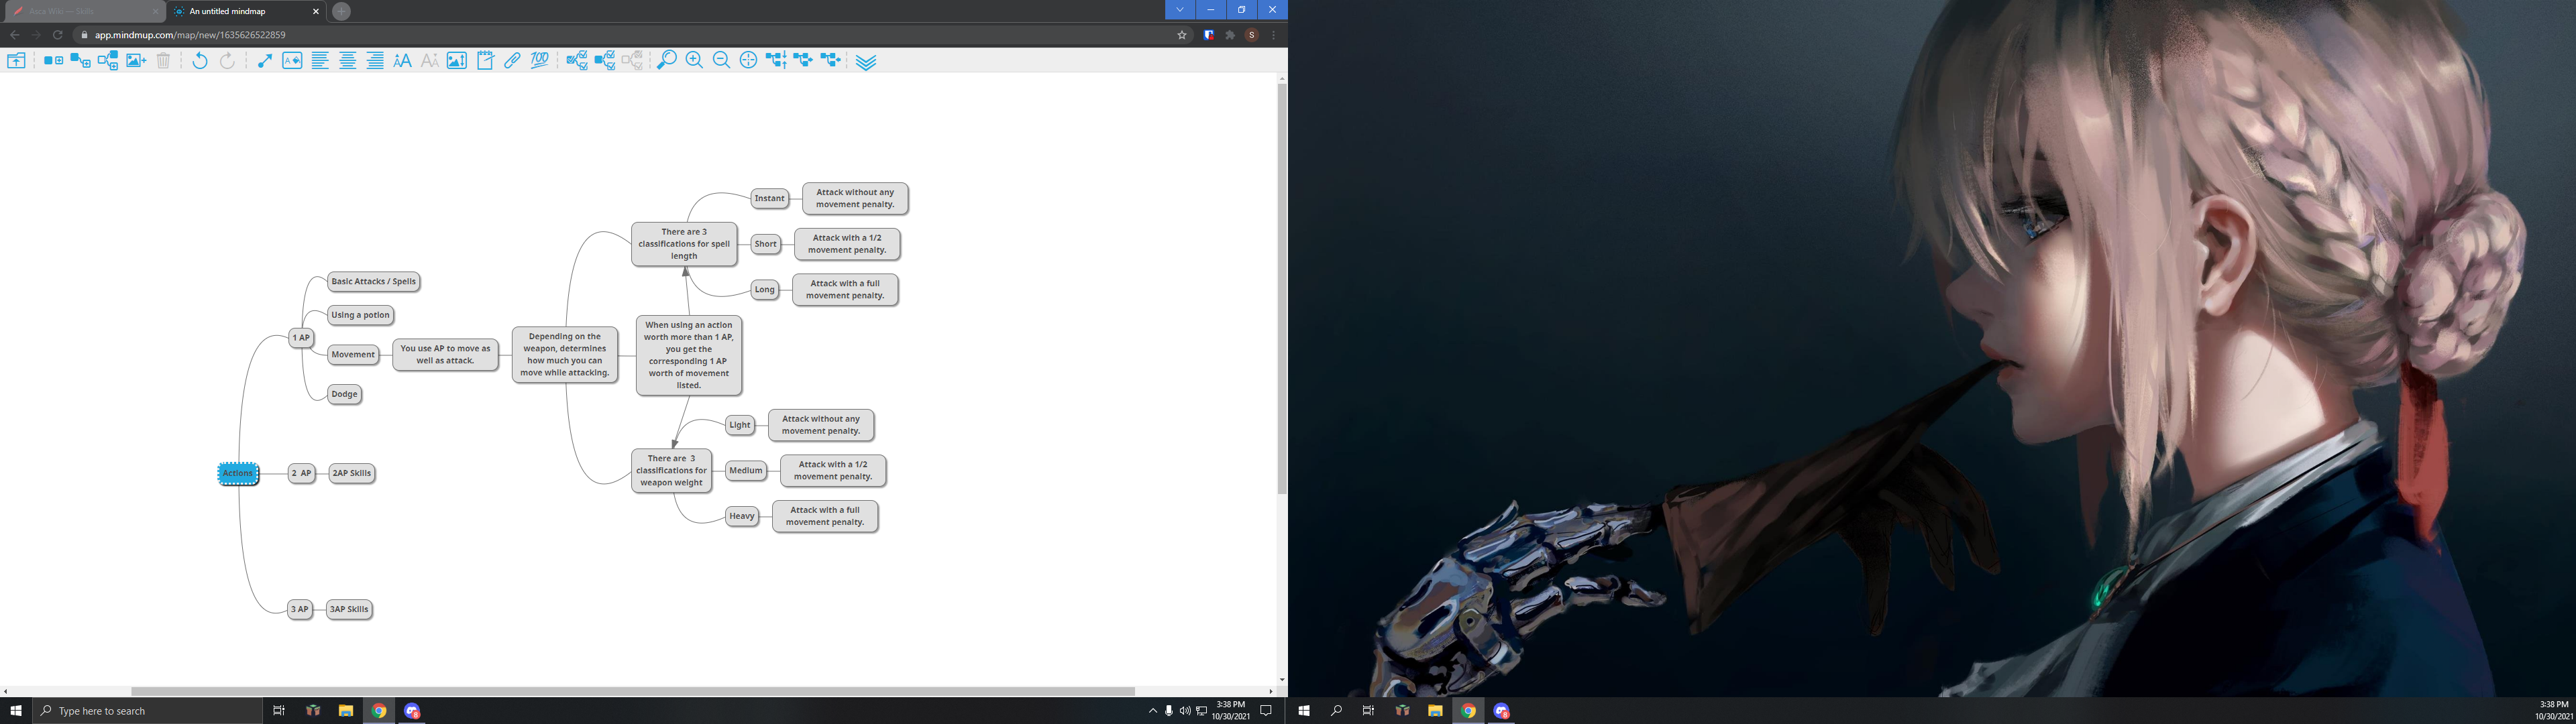 Asca Wiki — Skills
An untitled mindmap
app.mindmup.com/map/new/1635626522859
S
Instant
Attack without any
movement penalty.
There are 3
classifications for spell
length
Short
Attack with a 1/2
movement penalty.
Long
Attack with a full
movement penalty.
Basic Attacks / Spells
Using a potion
1 AP
Movement
You use AP to move as
well as attack.
Depending on the
weapon, determines
how much you can
move while attacking.
When using an action
worth more than 1 AP,
you get the
corresponding 1 AP
worth of movement
listed.
Dodge
Light
Attack without any
movement penalty.
There are 3
classifications for
weapon weight
Medium
Attack with a 1/2
movement penalty.
Heavy
Attack with a full
movement penalty.
Actions
2 AP
2AP Skills
3 AP
3AP Skills
Type here to search
3:38 PM
10/30/2021
3:38 PM
10/30/2021